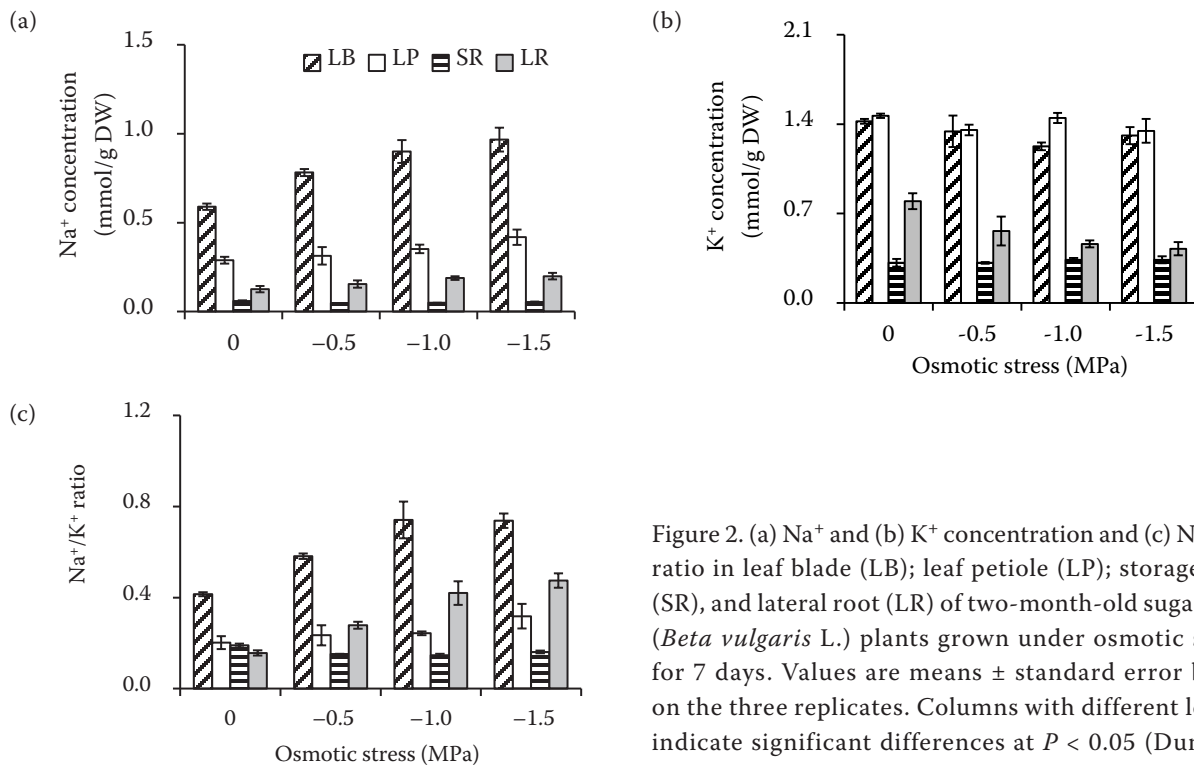 (a)
1.5
1.0
0.5
0.0
Na+ concentration
(mmol/g DW)
LB LP SR LR
0 −0.5 −1.0 −1.5
(b)
2.1
1.4
0.7
0.0
K+ concentration
(mmol/g DW)
0 -0.5 -1.0 -1.5
Osmotic stress (MPa)
(c)
1.2
0.8
0.4
0.0
Na+/K+ ratio
0 −0.5 −1.0 −1.5
Osmotic stress (MPa)
Figure 2. (a) Na+ and (b) K+ concentration and (c)
ratio in leaf blade (LB); leaf petiole (LP); storage
(SR), and lateral root (LR) of two-month-old
(Beta vulgaris L.) plants grown under osmotic
for 7 days. Values are means ± standard error
on the three replicates. Columns with different
indicate significant differences at P < 0.05